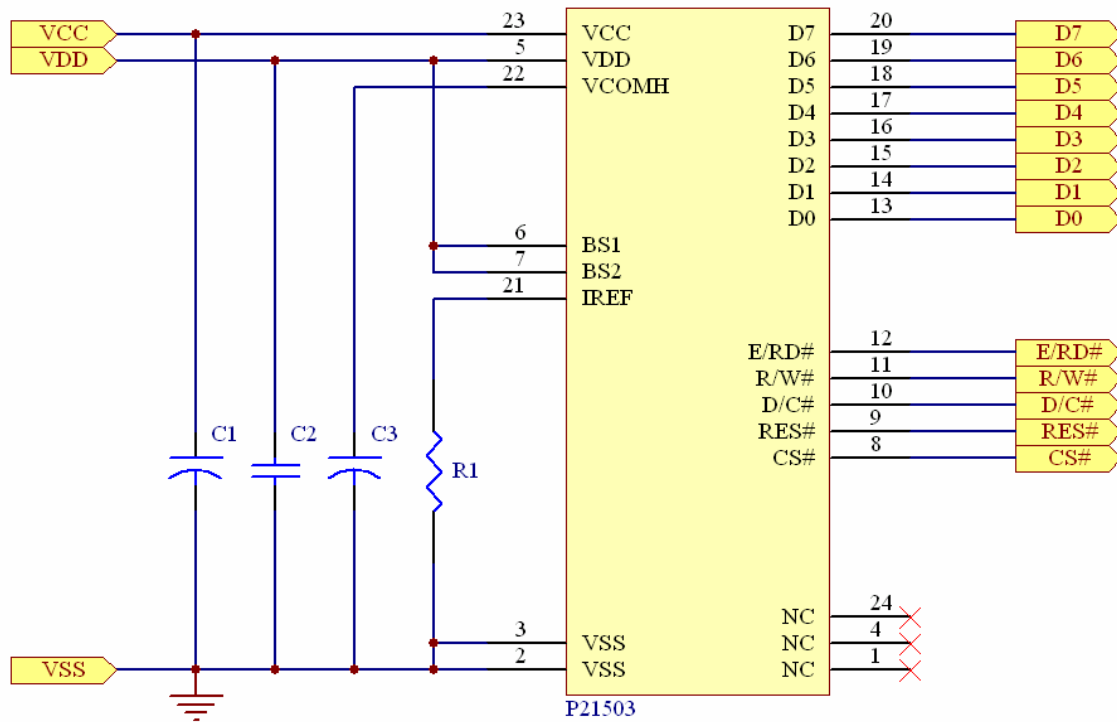 VCC 23 VCC D7 20 D7
VDD 5 VDD D6 19 D6
22 VCOMH D5 18 D5
D4 17 D4
D3 16 D3
D2 15 D2
D1 14 D1
D0 13 D0
6 BS1
7 BS2
21 IREF
E/RD# 12 E/RD#
R/W# 11 R/W#
D/C# 10 D/C#
RES# 9 RES#
CS# 8 CS#
C1 C2 C3
R1
NC 24
3 VSS NC 4
VSS 2 VSS NC 1
P21503